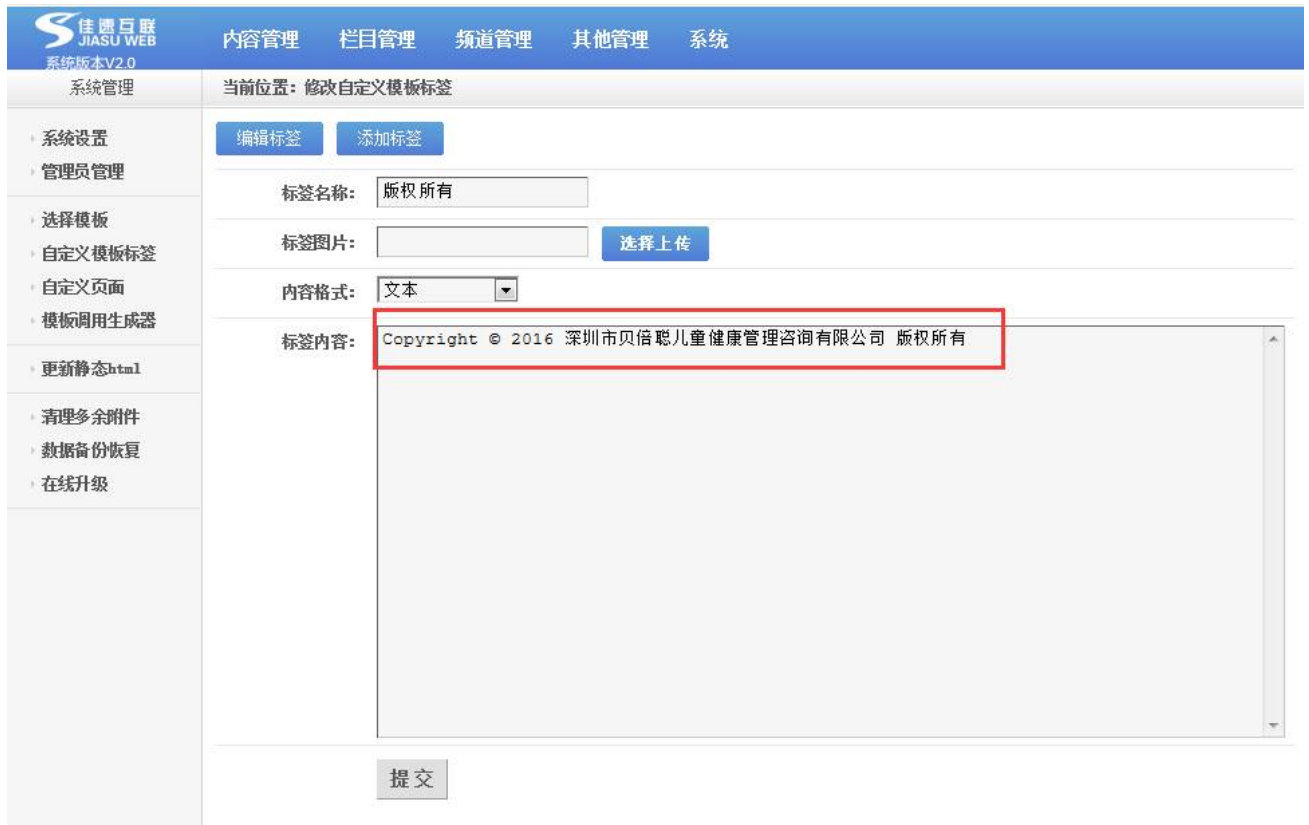 佳速互联
JIASU WEB
系统版本V2.0
内容管理 栏目管理 频道管理 其他管理 系统
系统管理
当前位置：修改自定义模板标签
系统设置
管理员管理
选择模板
自定义模板标签
自定义页面
模板调用生成器
更新静态html
清理多余附件
数据备份恢复
在线升级
编辑标签 添加标签
标签名称： 版权所有
标签图片： 选择上传
内容格式： 文本
标签内容： Copyright © 2016 深圳市贝倍聪儿童健康管理咨询有限公司 版权所有
提交